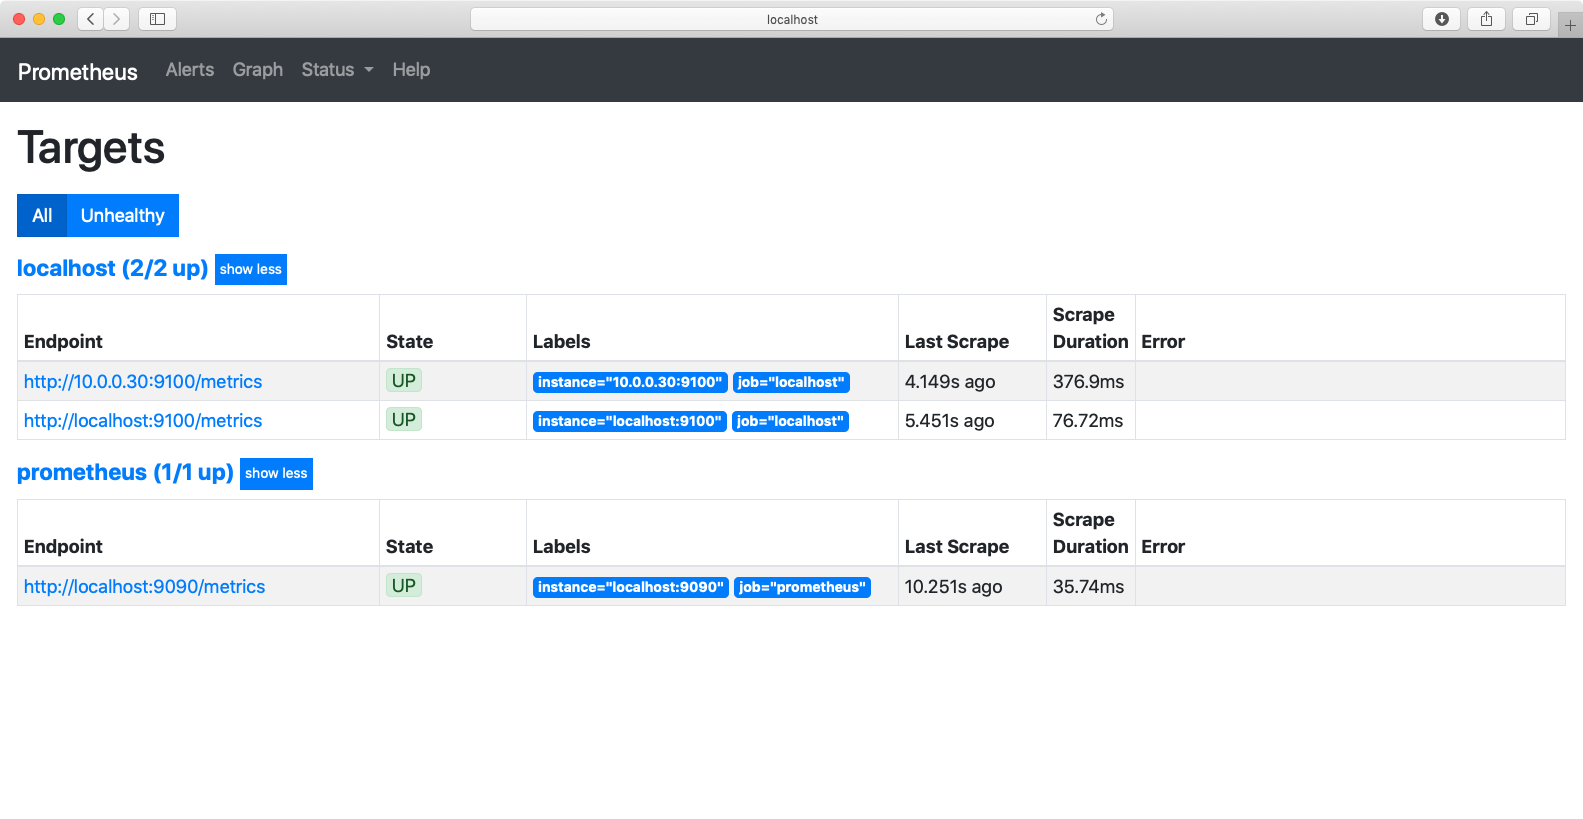 localhost
Prometheus Alerts Graph Status Help
Targets
All Unhealthy
localhost (2/2 up) show less
Endpoint State Labels Last Scrape Scrape Duration Error
http://10.0.0.30:9100/metrics UP instance="10.0.0.30:9100" job="localhost" 4.149s ago 376.9ms
http://localhost:9100/metrics UP instance="localhost:9100" job="localhost" 5.451s ago 76.72ms
prometheus (1/1 up) show less
Endpoint State Labels Last Scrape Scrape Duration Error
http://localhost:9090/metrics UP instance="localhost:9090" job="prometheus" 10.251s ago 35.74ms